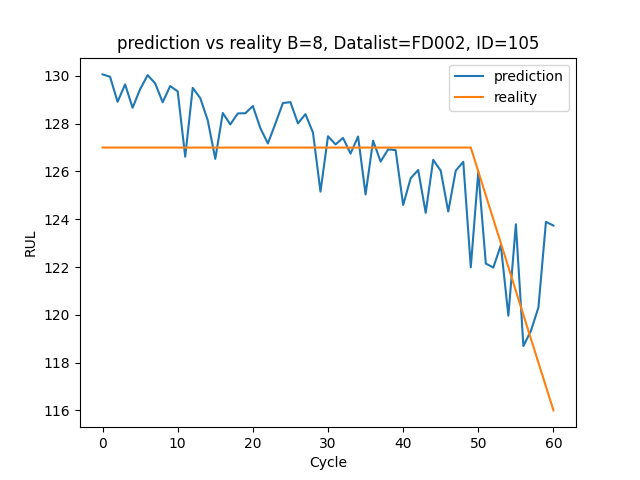 prediction vs reality B=8, Datalist=FD002, ID=105
prediction
reality
RUL
130
128
126
124
122
120
118
116
0 10 20 30 40 50 60
Cycle